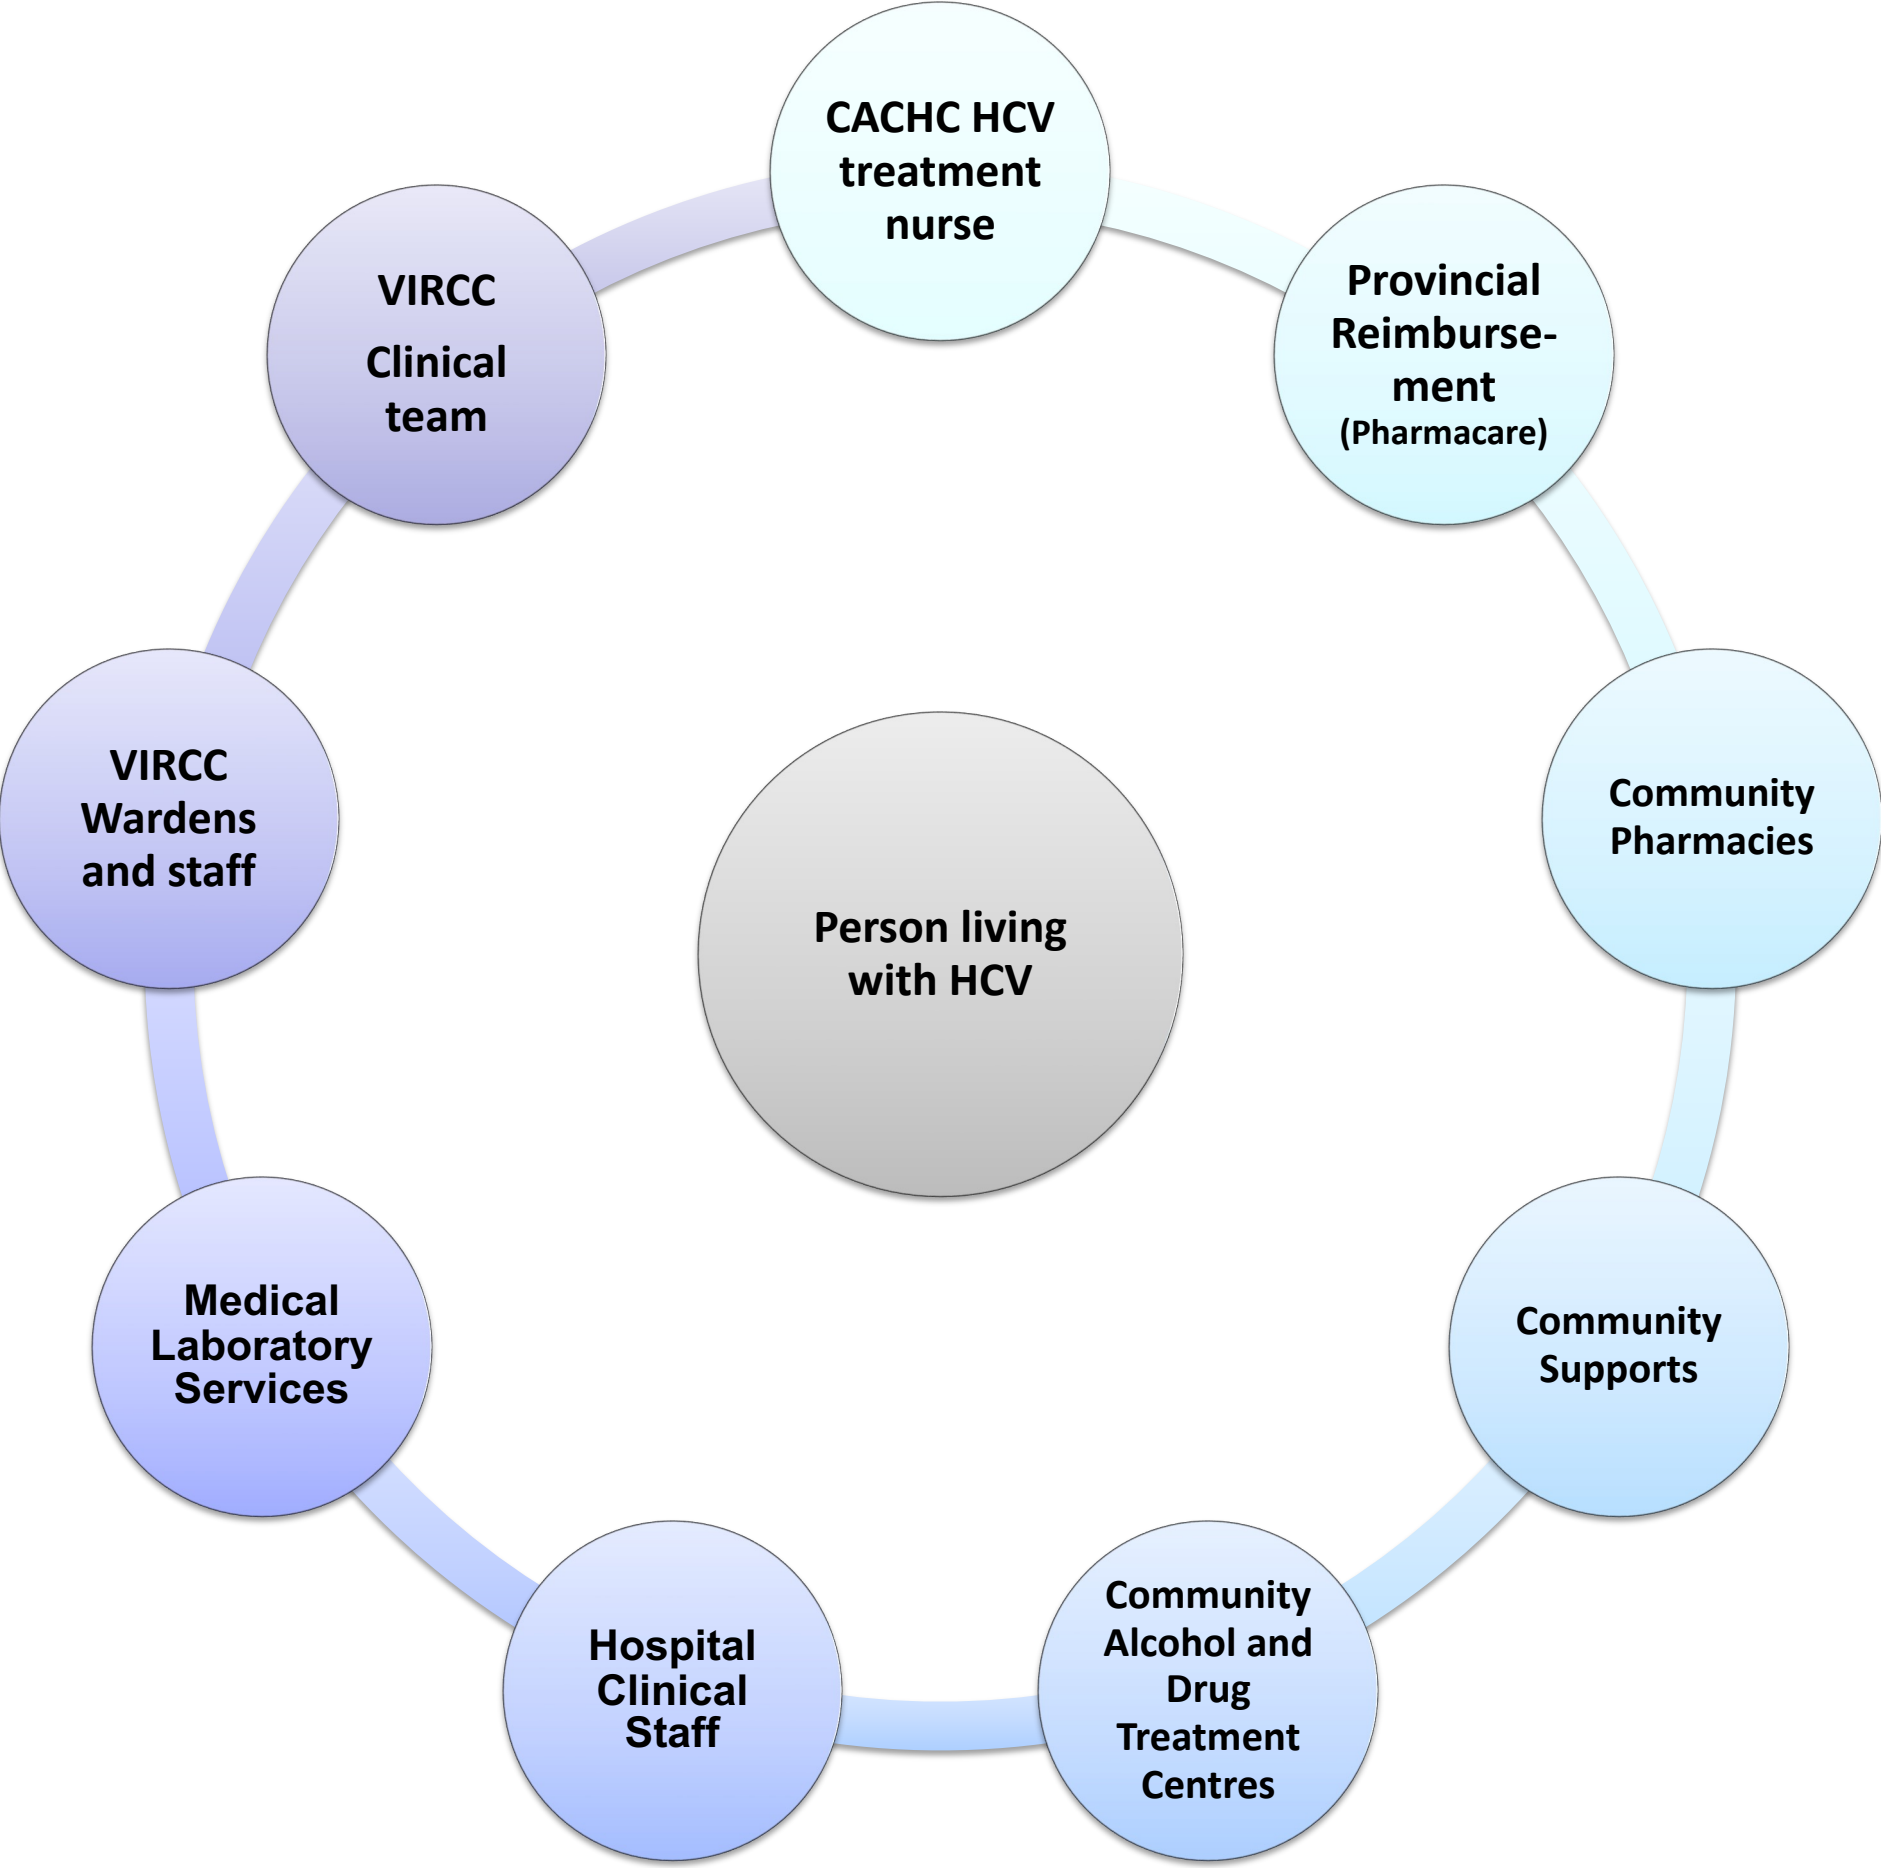 CACHC HCV
treatment
nurse
Provincial
Reimburse-
ment
(Pharmacare)
Community
Pharmacies
Community
Supports
Community
Alcohol and
Drug
Treatment
Centres
Hospital
Clinical
Staff
Medical
Laboratory
Services
VIRCC
Wardens
and staff
VIRCC
Clinical
team
Person living
with HCV